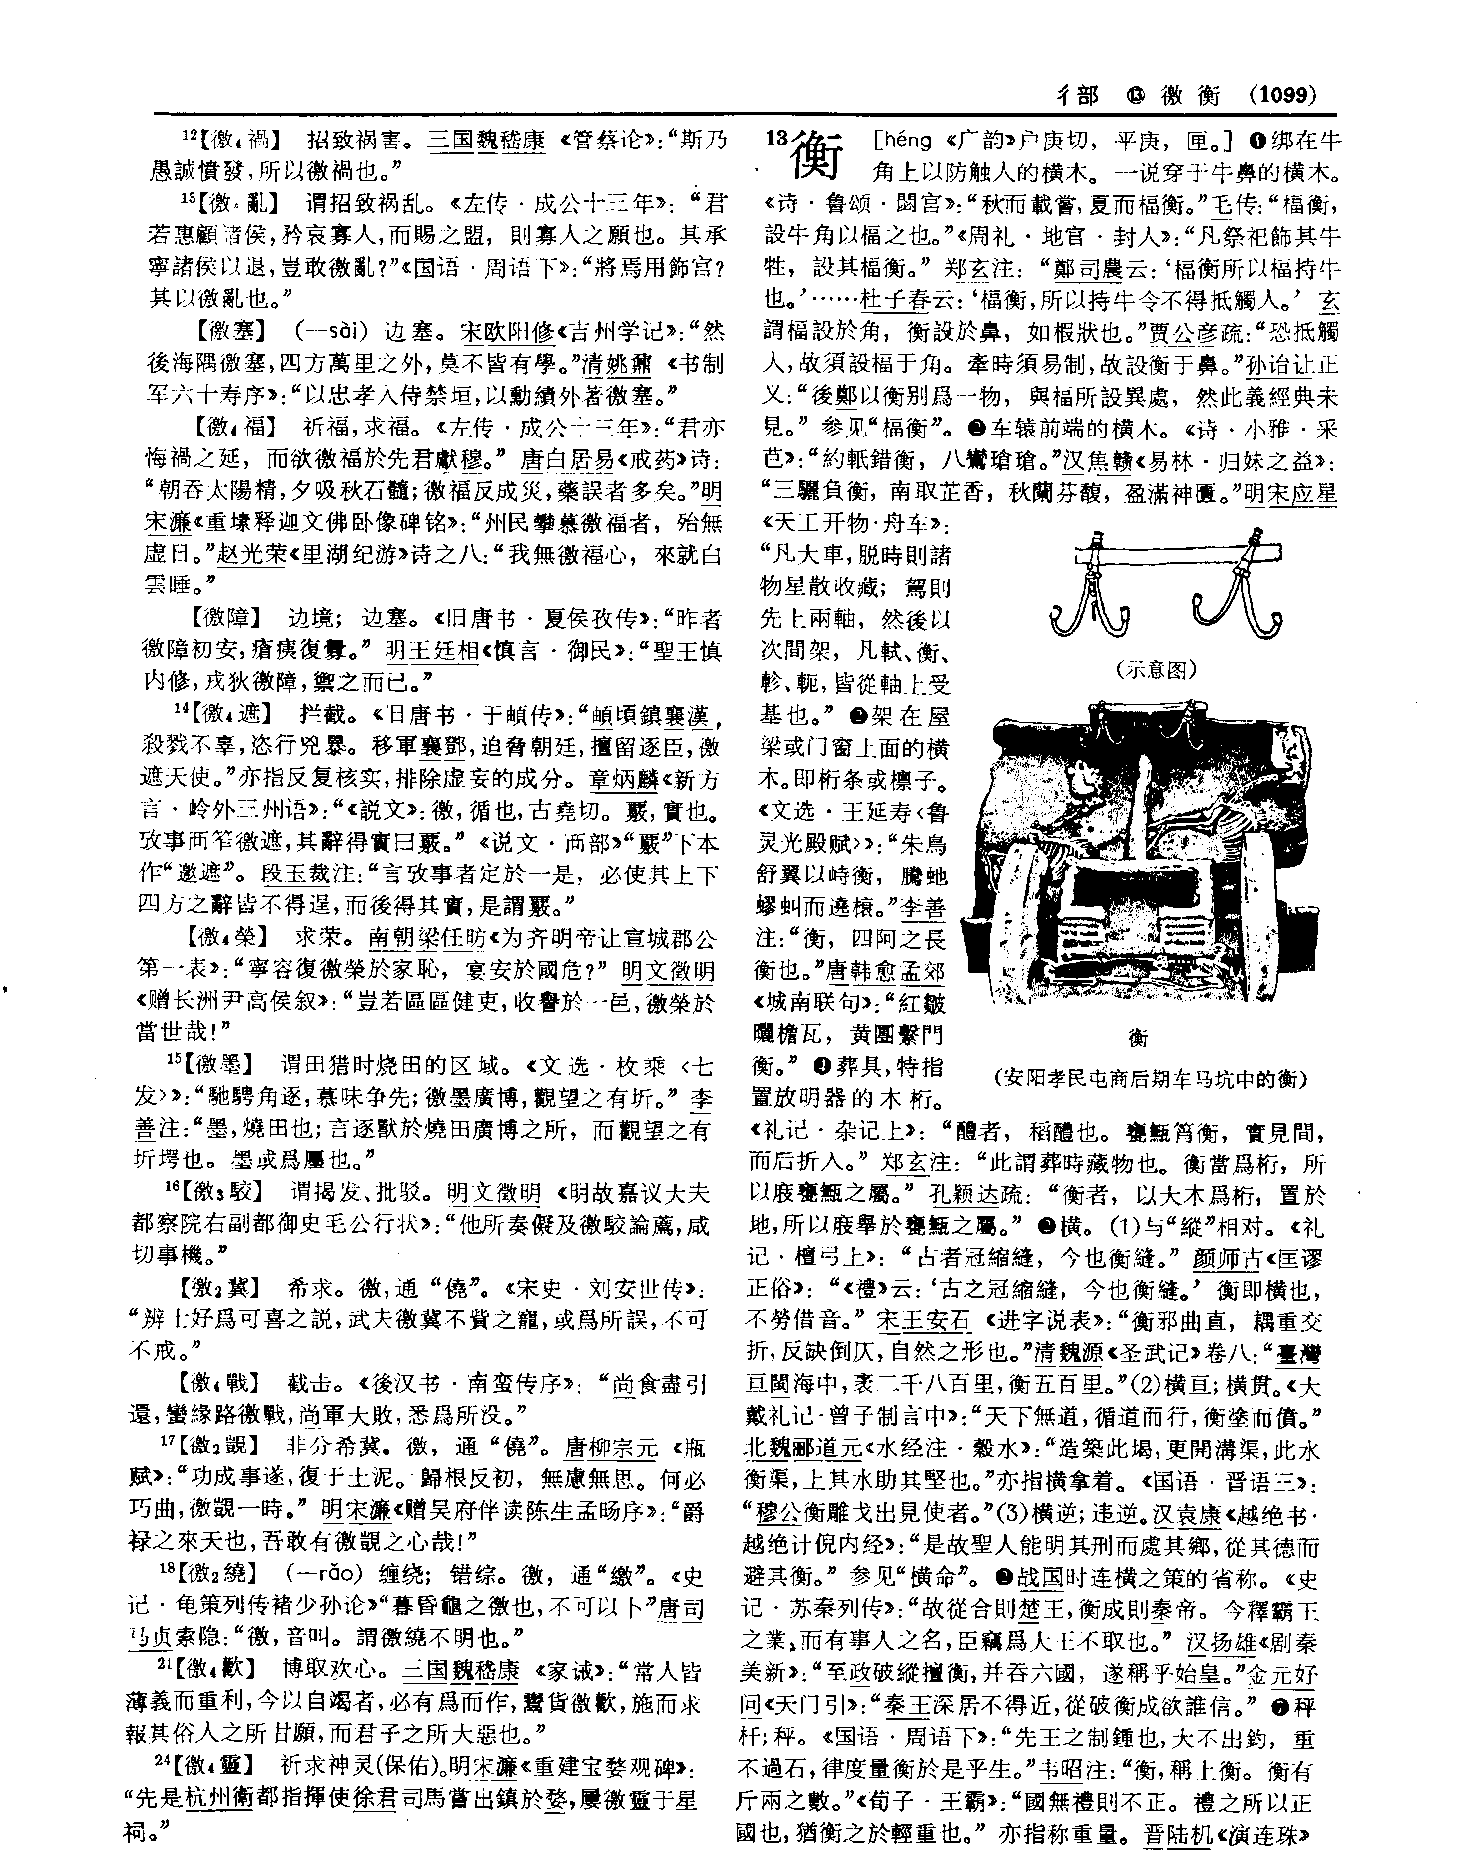 彳部 ⓭ 徼衡 (1099)
¹²【徼₄禍】 招致祸害。三国魏嵇康《管蔡论》：“斯乃
愚誠憤發，所以徼禍也。”
¹³【徼₄亂】 谓招致祸乱。《左传·成公十三年》：“君
若惠顧諸侯，矜哀寡人，而賜之盟，則寡人之願也。其承
寧諸侯以退，豈敢徼亂？”《国语·周语下》：“將焉用飾宫？
其以徼亂也。”
【徼塞】 （—sài）边塞。宋欧阳修《吉州学记》：“然
後海隅徼塞，四方萬里之外，莫不皆有學。”清姚鼐《书制
军六十寿序》：“以忠孝入侍禁垣，以勳績外著徼塞。”
【徼₄福】 祈福，求福。《左传·成公十三年》：“君亦
悔禍之延，而欲徼福於先君獻穆。”唐白居易《戒药》诗：
“朝吞太陽精，夕吸秋石髓；徼福反成災，藥誤者多矣。”明
宋濂《重壕释迦文佛卧像碑铭》：“州民攀慕徼福者，殆無
虚日。”赵光荣《里湖纪游》诗之八：“我無徼福心，來就白
雲睡。”
【徼障】 边境；边塞。《旧唐书·夏侯孜传》：“昨者
徼障初安，瘡痍復釁。”明王廷相《慎言·御民》：“聖王慎
内修，戎狄徼障，禦之而已。”
¹⁴【徼₄遮】 拦截。《旧唐书·于頔传》：“頔頃鎮襄漢，
殺戮不辜，恣行兇暴。移軍襄鄧，迫脅朝廷，擅留逐臣，徼
遮天使。”亦指反复核实，排除虚妄的成分。章炳麟《新方
言·岭外三州语》：“《説文》：徼，循也，古堯切。覈，實也。
攷事襾笮徼遮，其辭得實曰覈。”《说文·襾部》“覈”下本
作“邀遮”。段玉裁注：“言攷事者定於一是，必使其上下
四方之辭皆不得逞，而後得其實，是謂覈。”
【徼₄榮】 求荣。南朝梁任昉《为齐明帝让宣城郡公
第一表》：“寧容復徼榮於家恥，宴安於國危？”明文徵明
《赠长洲尹高侯叙》：“豈若區區健吏，收譽於一邑，徼榮於
當世哉！”
¹⁵【徼墨】 谓田猎时烧田的区域。《文选·枚乘〈七
发〉》：“馳騁角逐，慕味争先；徼墨廣博，觀望之有圻。”李
善注：“墨，燒田也；言逐獸於燒田廣博之所，而觀望之有
圻堮也。墨或爲廛也。”
¹⁶【徼₃駮】 谓揭发、批驳。明文徵明《明故嘉议大夫
都察院右副都御史毛公行状》：“他所奏儗及徼駮論薦，咸
切事機。”
【徼₂冀】 希求。徼，通“僥”。《宋史·刘安世传》：
“辨士好爲可喜之説，武夫徼冀不貲之寵，或爲所誤，不可
不戒。”
【徼₄戰】 截击。《後汉书·南蛮传序》：“尚食盡引
還，蠻緣路徼戰，尚軍大敗，悉爲所没。”
¹⁷【徼₂覬】 非分希冀。徼，通“僥”。唐柳宗元《瓶
赋》：“功成事遂，復于土泥。歸根反初，無慮無思。何必
巧曲，徼覬一時。”明宋濂《赠吴府伴读陈生孟旸序》：“爵
禄之來天也，吾敢有徼覬之心哉！”
¹⁸【徼₂繞】 （—rǎo）缠绕；错综。徼，通“缴”。《史
记·龟策列传褚少孙论》“暮昏龜之徼也，不可以卜”唐司
马贞索隐：“徼，音叫。謂徼繞不明也。”
²¹【徼₄歡】 博取欢心。三国魏嵇康《家诫》：“常人皆
薄義而重利，今以自竭者，必有爲而作，鬻貨徼歡，施而求
報其俗人之所甘願，而君子之所大惡也。”
²⁴【徼₄靈】 祈求神灵（保佑）。明宋濂《重建宝婺观碑》：
“先是杭州衛都指揮使徐君司馬嘗出鎮於婺，屢徼靈于星
祠。”
¹³衡 ［héng《广韵》户庚切，平庚，匣。］❶绑在牛
角上以防触人的横木。一说穿于牛鼻的横木。
《诗·鲁颂·閟宫》：“秋而載嘗，夏而楅衡。”毛传：“楅衡，
設牛角以楅之也。”《周礼·地官·封人》：“凡祭祀飾其牛
牲，設其楅衡。”郑玄注：“鄭司農云：‘楅衡所以楅持牛
也。’……杜子春云：‘楅衡，所以持牛令不得抵觸人。’玄
謂楅設於角，衡設於鼻，如椵狀也。”贾公彦疏：“恐抵觸
人，故須設楅于角。牽時須易制，故設衡于鼻。”孙诒让正
义：“後鄭以衡别爲一物，與楅所設異處，然此義經典未
見。”参见“楅衡”。❷车辕前端的横木。《诗·小雅·采
芑》：“約軝錯衡，八鸞瑲瑲。”汉焦赣《易林·归妹之益》：
“三驪負衡，南取芷香，秋蘭芬馥，盈滿神匱。”明宋应星
《天工开物·舟车》：
“凡大車，脱時則諸
物星散收藏；駕則
先上兩軸，然後以
次間架，凡軾、衡、
軫、軛，皆從軸上受
基也。”❸架在屋
梁或门窗上面的横
木。即桁条或檩子。
《文选·王延寿〈鲁
灵光殿赋〉》：“朱鳥
舒翼以峙衡，騰虵
蟉虯而遶榱。”李善
注：“衡，四阿之長
衡也。”唐韩愈孟郊
《城南联句》：“紅皺
曬檐瓦，黄團繫門
衡。”❹葬具，特指
置放明器的木桁。
（示意图）
衡
（安阳孝民屯商后期车马坑中的衡）
《礼记·杂记上》：“醴者，稻醴也。甕甒筲衡，實見間，
而后折入。”郑玄注：“此謂葬時藏物也。衡當爲桁，所
以庪甕甒之屬。”孔颖达疏：“衡者，以大木爲桁，置於
地，所以庪舉於甕甒之屬。”❺横。(1)与“縱”相对。《礼
记·檀弓上》：“古者冠縮縫，今也衡縫。”颜师古《匡谬
正俗》：“《禮》云：‘古之冠縮縫，今也衡縫。’衡即横也，
不勞借音。”宋王安石《进字说表》：“衡邪曲直，耦重交
折，反缺倒仄，自然之形也。”清魏源《圣武记》卷八：“臺灣
亘閩海中，袤二千八百里，衡五百里。”(2)横亘；横贯。《大
戴礼记·曾子制言中》：“天下無道，循道而行，衡塗而僨。”
北魏郦道元《水经注·穀水》：“造築此堨，更開溝渠，此水
衡渠，上其水助其堅也。”亦指横拿着。《国语·晋语三》：
“穆公衡雕戈出見使者。”(3)横逆；违逆。汉袁康《越绝书·
越绝计倪内经》：“是故聖人能明其刑而處其鄉，從其德而
避其衡。”参见“横命”。❻战国时连横之策的省称。《史
记·苏秦列传》：“故從合則楚王，衡成則秦帝。今釋霸王
之業，而有事人之名，臣竊爲大王不取也。”汉扬雄《剧秦
美新》：“至政破縱擅衡，并吞六國，遂稱乎始皇。”金元好
问《天门引》：“秦王深居不得近，從破衡成欲誰信。”❼秤
杆；秤。《国语·周语下》：“先王之制鍾也，大不出鈞，重
不過石，律度量衡於是乎生。”韦昭注：“衡，稱上衡。衡有
斤兩之數。”《荀子·王霸》：“國無禮則不正。禮之所以正
國也，猶衡之於輕重也。”亦指称重量。晋陆机《演连珠》